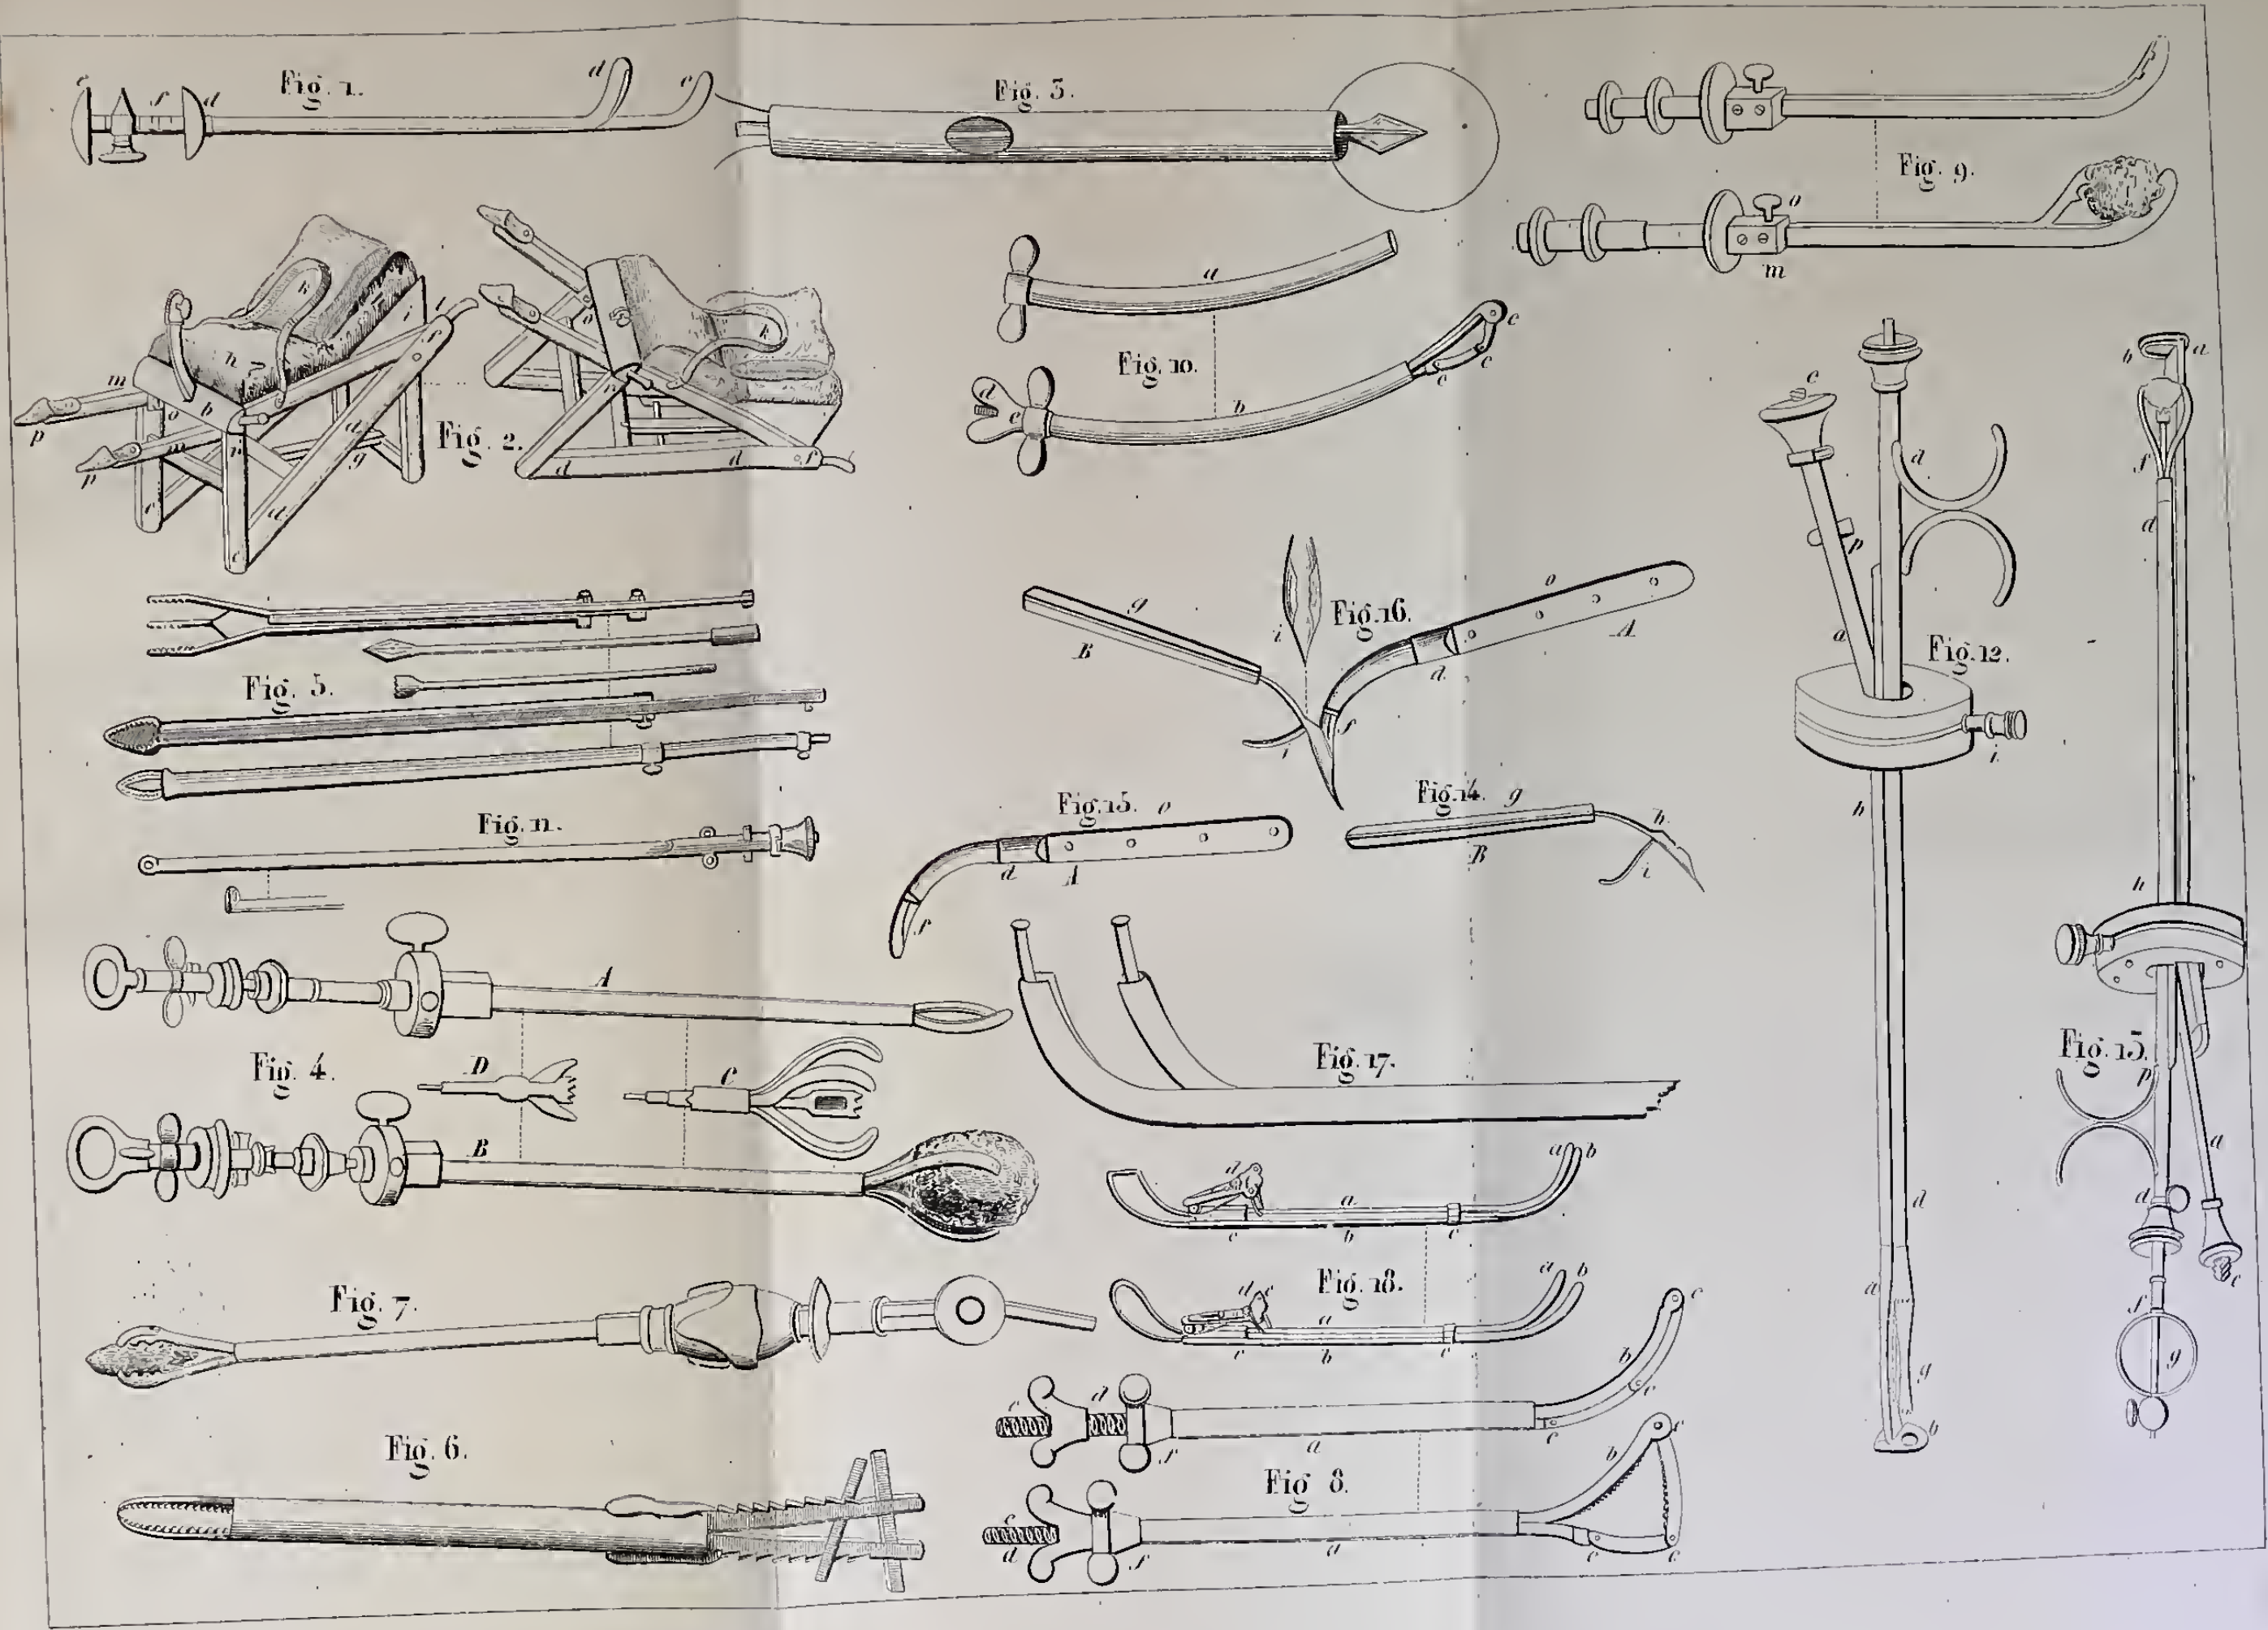 Fig. 1.
e
f
d
d
c
Fig. 3.
Fig. 9.
o
m
Fig. 2.
k
h
i
l
m
o
b
f
p
m
n
a
g
p
a
c
c
o
k
r
d
d
f
Fig. 10.
a
c
d
e
b
c
c
Fig. 5.
Fig. 16.
g
B
i
o
A
d
f
i
Fig. 12.
c
d
p
a
i
h
d
a
g
b
Fig. 11.
Fig. 13.
o
d
A
f
Fig. 14.
g
h
B
i
Fig. 4.
A
D
C
B
Fig. 17.
Fig. 15.
b
a
f
d
h
p
a
d
c
f
g
Fig. 7.
Fig. 18.
d
a
a
b
c
b
c
d
c
a
a
b
c
b
c
Fig. 6.
Fig. 8.
c
d
b
c
c
c
a
f
b
c
c
d
a
f
c
c